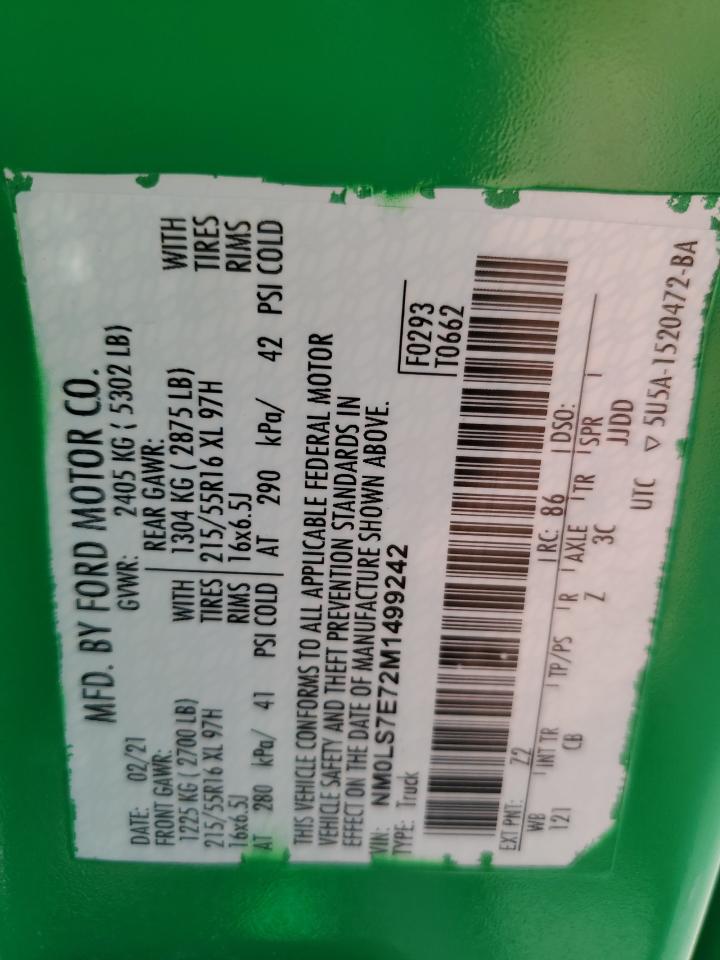 MFD. BY FORD MOTOR CO.
DATE: 02/21 GVWR: 2405 KG ( 5302 LB)
FRONT GAWR: REAR GAWR:
1225 KG ( 2700 LB) WITH 1304 KG ( 2875 LB) WITH
215/55R16 XL 97H TIRES 215/55R16 XL 97H TIRES
16x6.5J RIMS 16x6.5J RIMS
AT 280 kPa/ 41 PSI COLD AT 290 kPa/ 42 PSI COLD
THIS VEHICLE CONFORMS TO ALL APPLICABLE FEDERAL MOTOR
VEHICLE SAFETY AND THEFT PREVENTION STANDARDS IN
EFFECT ON THE DATE OF MANUFACTURE SHOWN ABOVE.
VIN: NM0LS7E72M1499242 F0293
TYPE: Truck T0662
EXT PNT: Z2 RC: 86 DSO:
WB INT TR TP/PS R AXLE TR SPR
121 CB Z 3C JJDD
UTC ▽ 5U5A-1520472-BA